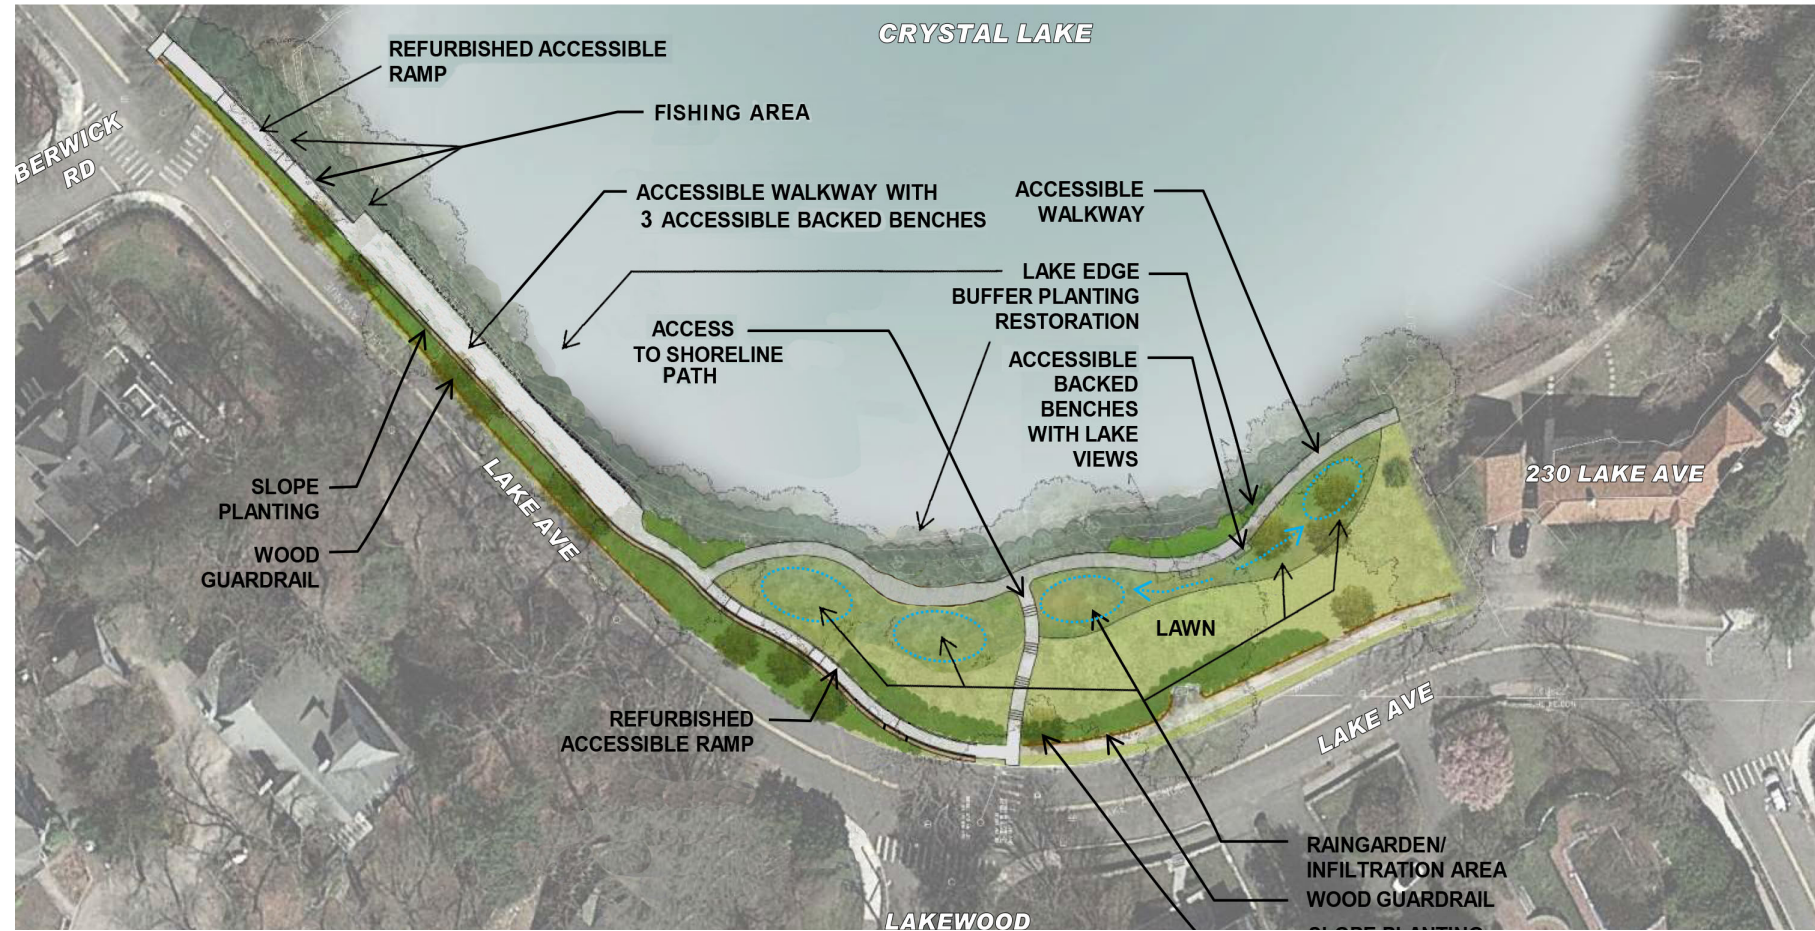 CRYSTAL LAKE
REFURBISHED ACCESSIBLE
RAMP
FISHING AREA
BERWICK
RD
ACCESSIBLE WALKWAY WITH
3 ACCESSIBLE BACKED BENCHES
ACCESSIBLE
WALKWAY
LAKE EDGE
BUFFER PLANTING
RESTORATION
ACCESS
TO SHORELINE
PATH
ACCESSIBLE
BACKED
BENCHES
WITH LAKE
VIEWS
SLOPE
PLANTING
WOOD
GUARDRAIL
LAKE AVE
230 LAKE AVE
LAWN
REFURBISHED
ACCESSIBLE RAMP
LAKE AVE
RAINGARDEN/
INFILTRATION AREA
WOOD GUARDRAIL
SLOPE PLANTING
LAKEWOOD